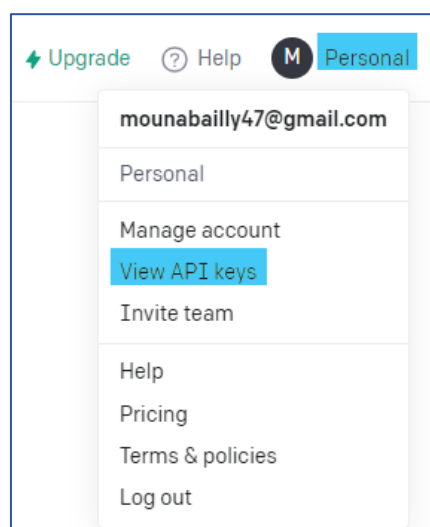 Upgrade ? Help M Personal
mounabailly47@gmail.com
Personal
Manage account
View API keys
Invite team
Help
Pricing
Terms & policies
Log out